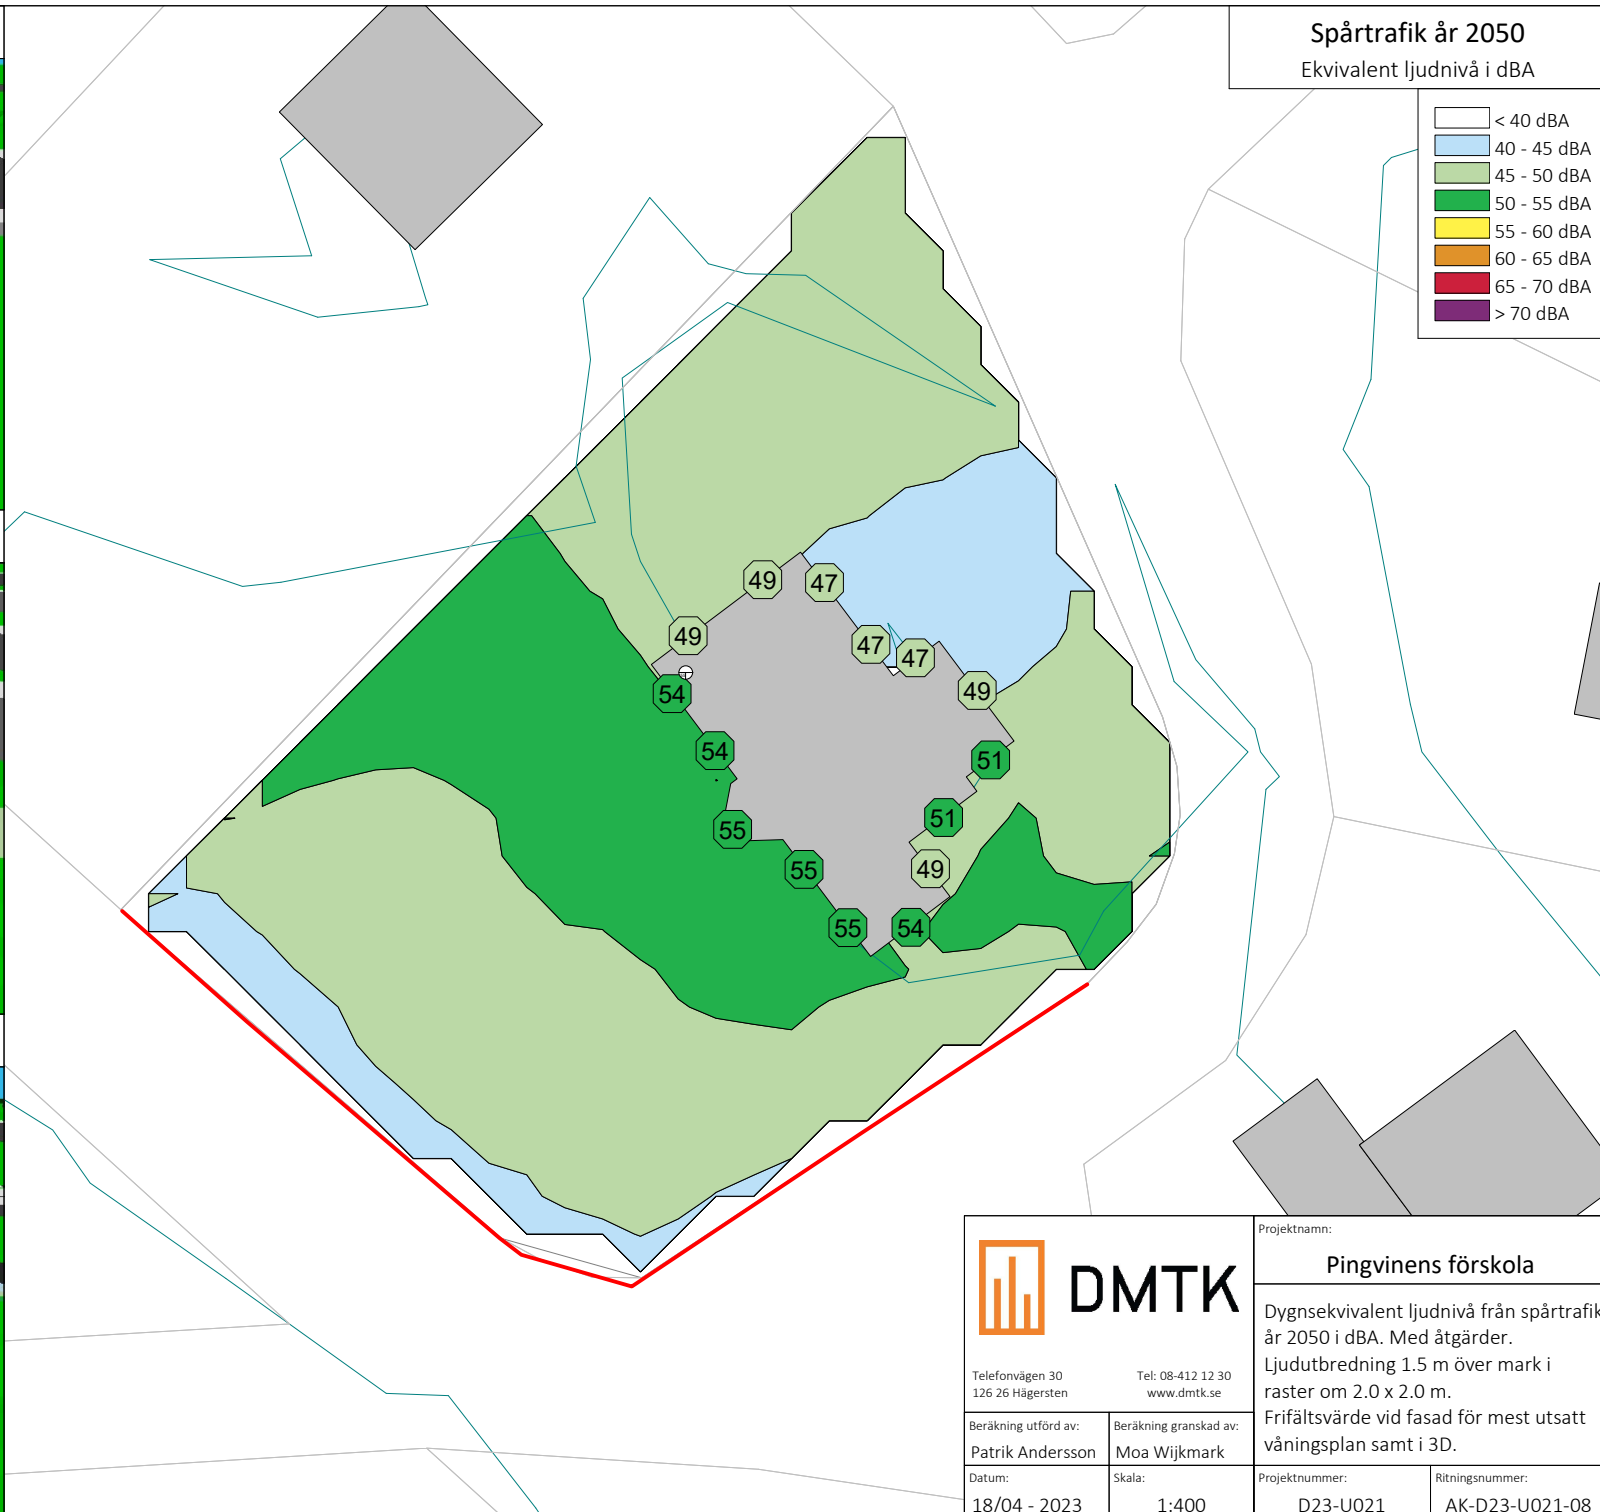 Spårtrafik år 2050
Ekvivalent ljudnivå i dBA
< 40 dBA
40 - 45 dBA
45 - 50 dBA
50 - 55 dBA
55 - 60 dBA
60 - 65 dBA
65 - 70 dBA
> 70 dBA
49
47
49
47
47
49
54
54
51
55
51
55
49
55
54
DMTK
Telefonvägen 30
126 26 Hägersten
Tel: 08-412 12 30
www.dmtk.se
Projektnamn:
Pingvinens förskola
Dygnsekvivalent ljudnivå från spårtrafik
år 2050 i dBA. Med åtgärder.
Ljudutbredning 1.5 m över mark i
raster om 2.0 x 2.0 m.
Frifältsvärde vid fasad för mest utsatt
våningsplan samt i 3D.
Beräkning utförd av:
Patrik Andersson
Beräkning granskad av:
Moa Wijkmark
Datum:
18/04 - 2023
Skala:
1:400
Projektnummer:
D23-U021
Ritningsnummer:
AK-D23-U021-08